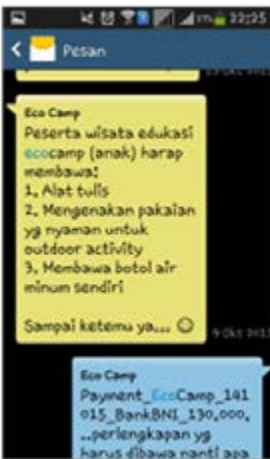 22:25
Pesan
Eco Camp
Peserta wisata edukasi
ecocamp (anak) harap
membawa:
1. Alat tulis
2. Mengenakan pakaian
yg nyaman untuk
outdoor activity
3. Membawa botol air
minum sendiri
Sampai ketemu ya... ☺
Eco Camp
Payment_EcoCamp_141
015_BankBNI_130,000,
..perlengkapan yg
harus dibawa nanti apa